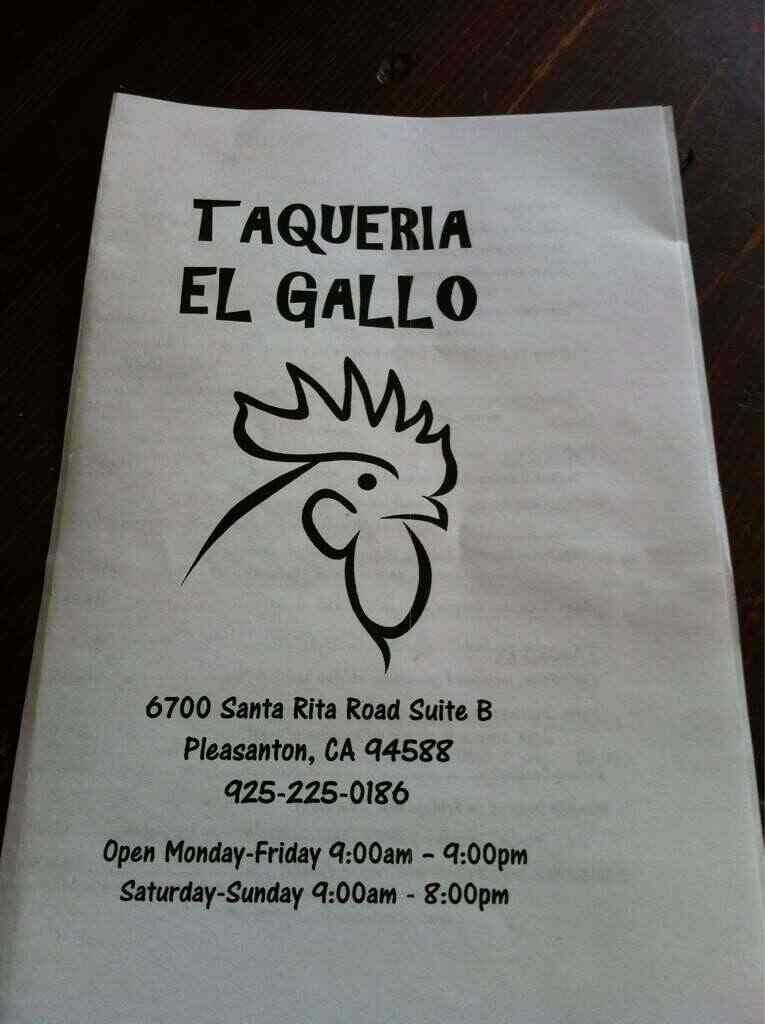 TAQUERIA
EL GALLO
6700 Santa Rita Road Suite B
Pleasanton, CA 94588
925-225-0186
Open Monday-Friday 9:00am – 9:00pm
Saturday-Sunday 9:00am - 8:00pm